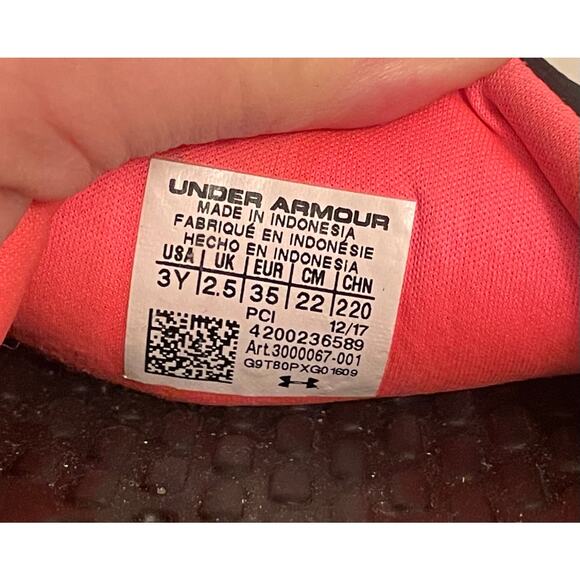 UNDER ARMOUR
MADE IN INDONESIA
FABRIQUÉ EN INDONÉSIE
HECHO EN INDONESIA
USA UK EUR CM CHN
3Y 2.5 35 22 220
PCI 12/17
4200236589
Art.3000067-001
G9T80PXG01609